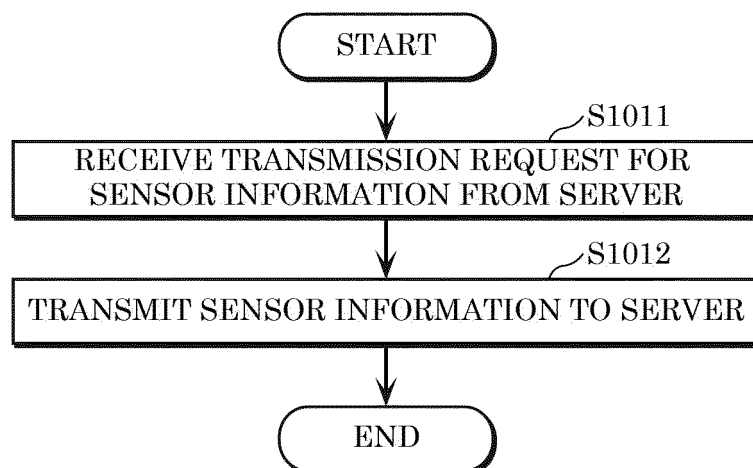 START
S1011
RECEIVE TRANSMISSION REQUEST FOR
SENSOR INFORMATION FROM SERVER
S1012
TRANSMIT SENSOR INFORMATION TO SERVER
END